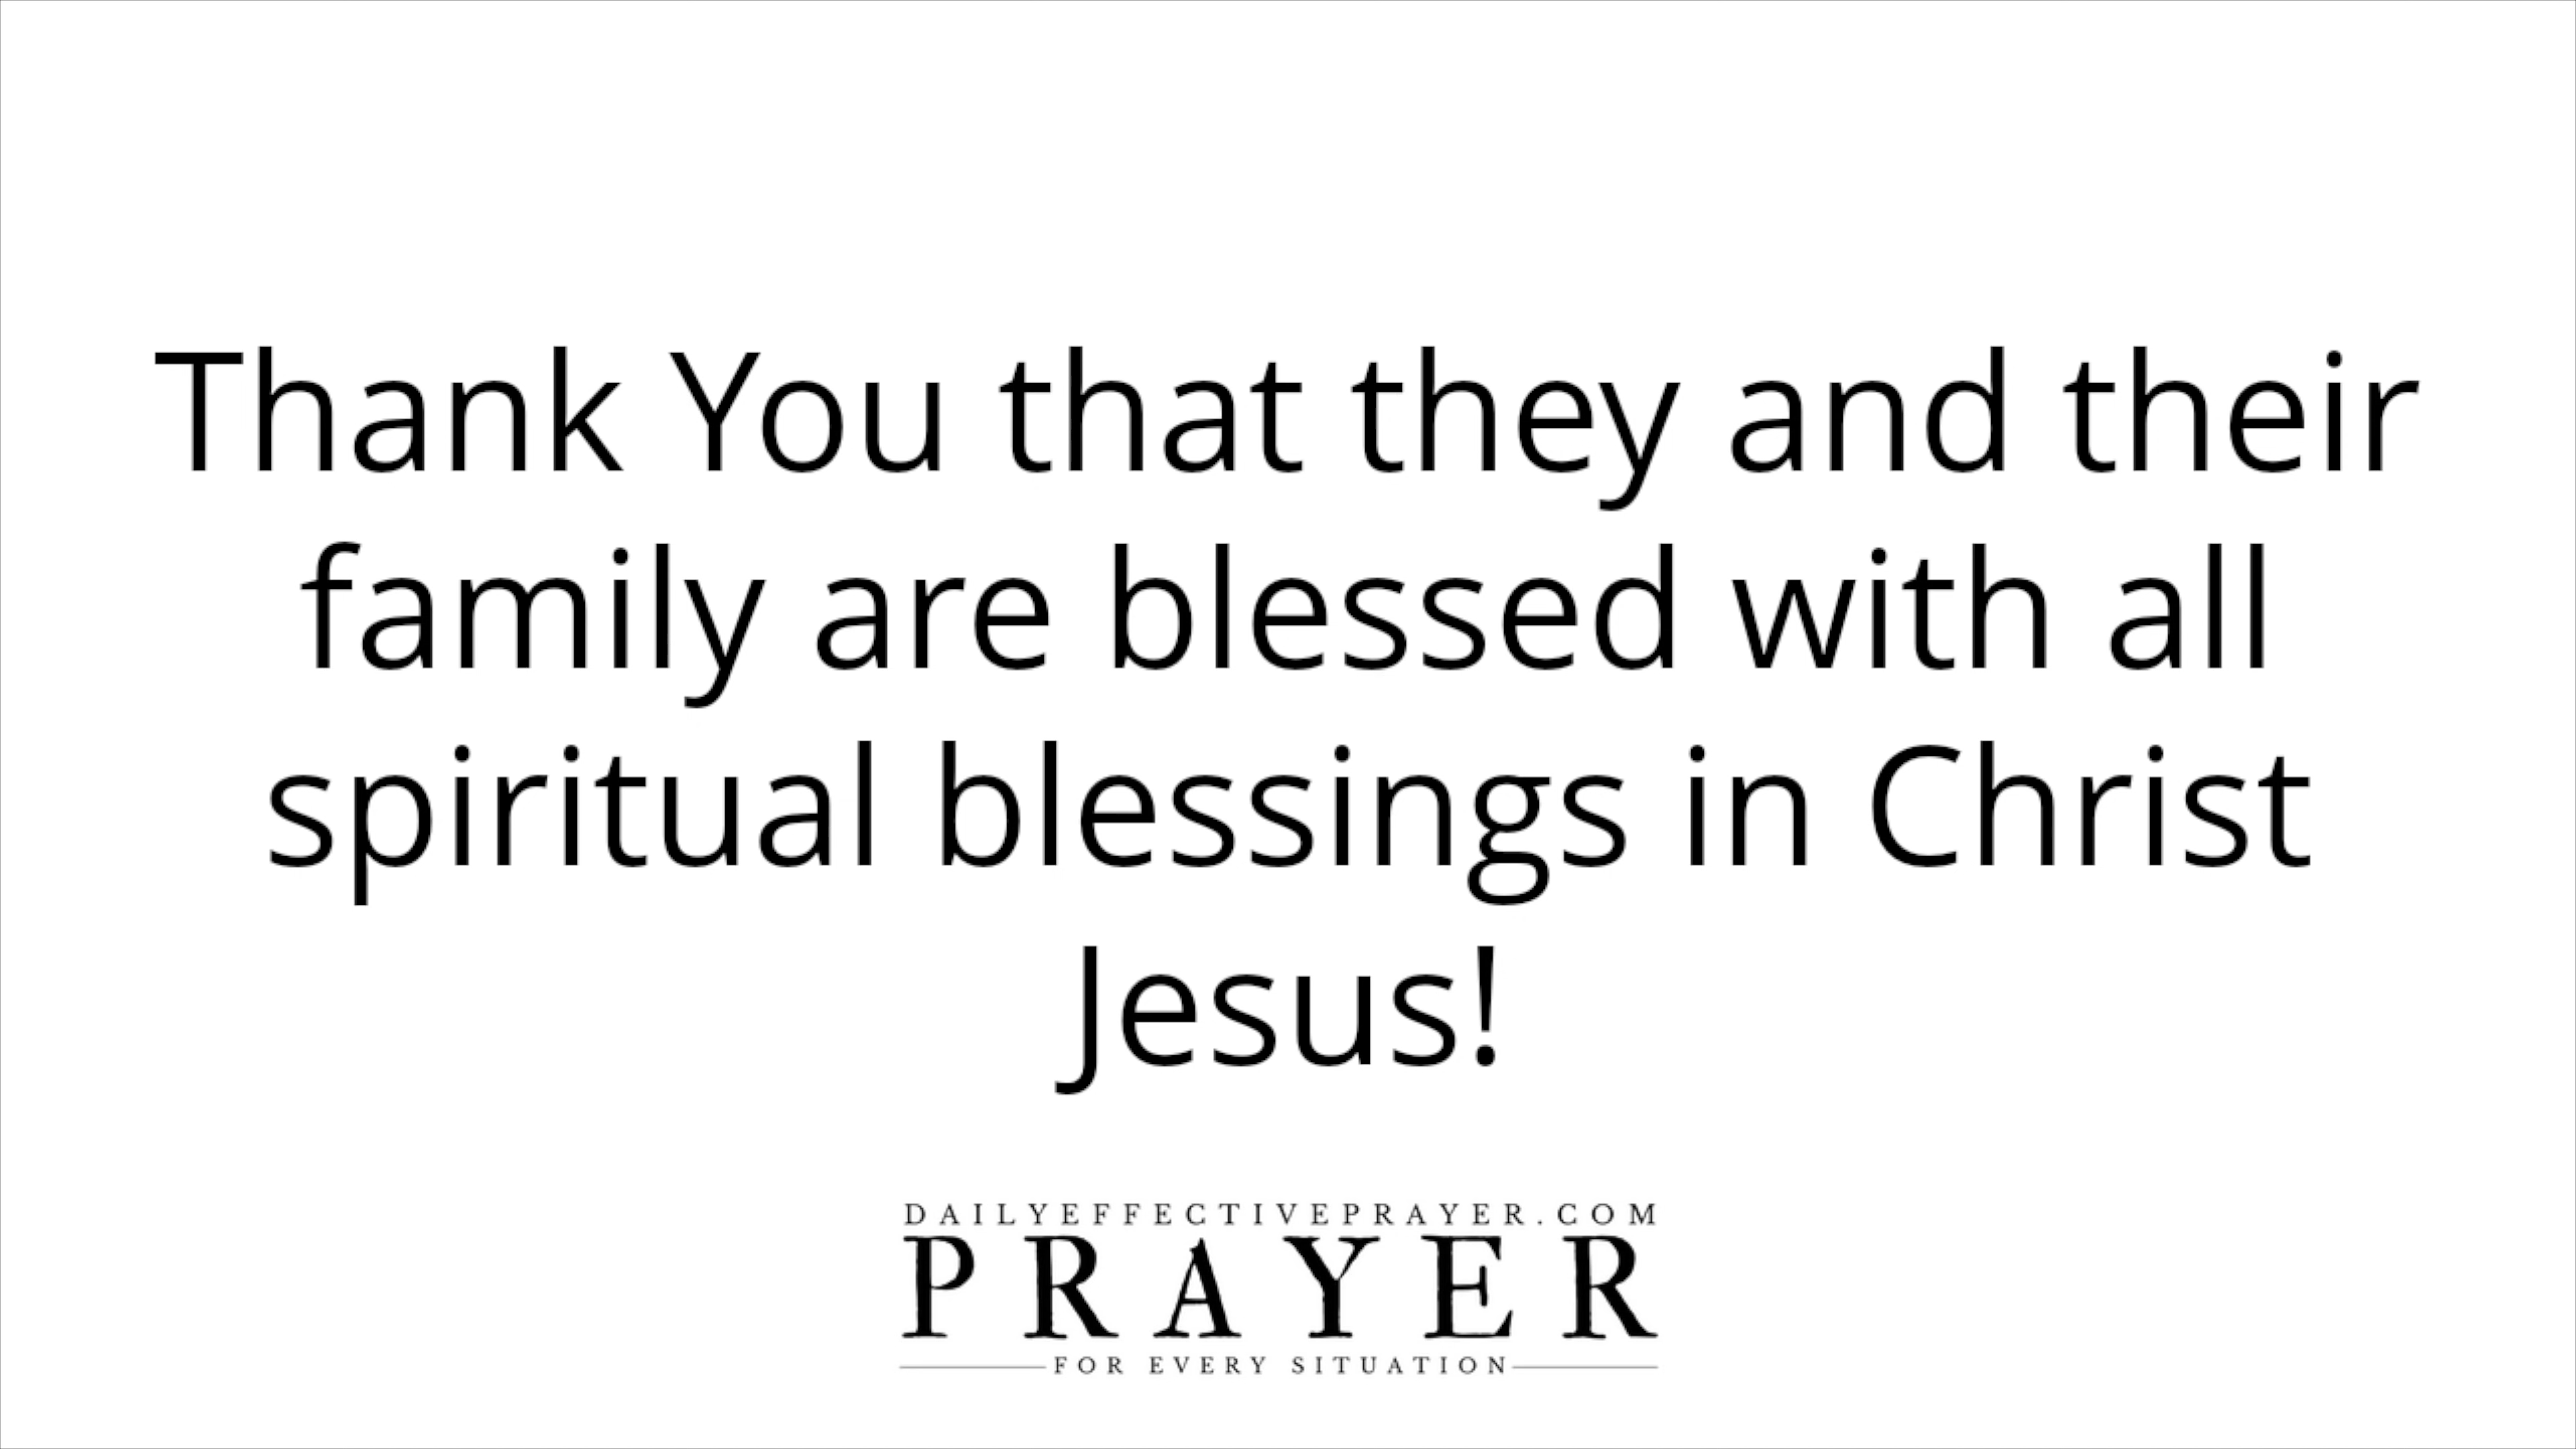 Thank You that they and their
family are blessed with all
spiritual blessings in Christ
Jesus!
DAILYEFFECTIVEPRAYER.COM
PRAYER
FOR EVERY SITUATION